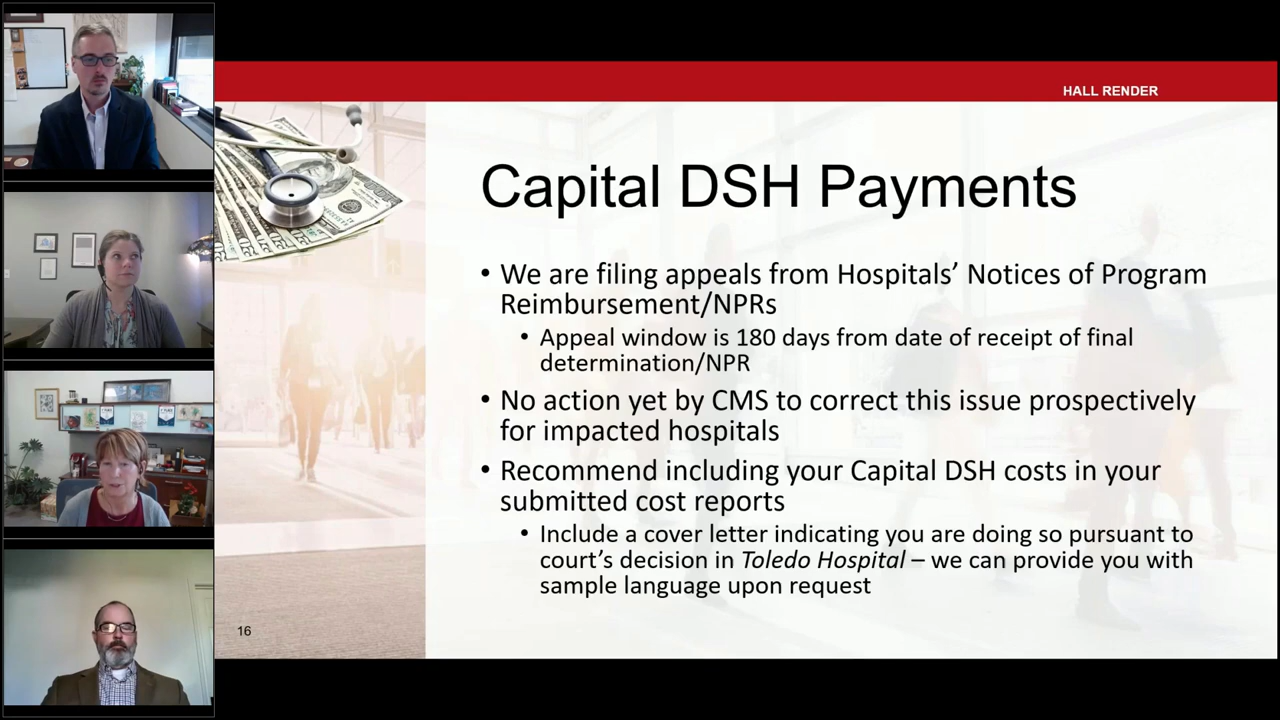 HALL RENDER
Capital DSH Payments
• We are filing appeals from Hospitals’ Notices of Program
Reimbursement/NPRs
• Appeal window is 180 days from date of receipt of final
determination/NPR
• No action yet by CMS to correct this issue prospectively
for impacted hospitals
• Recommend including your Capital DSH costs in your
submitted cost reports
• Include a cover letter indicating you are doing so pursuant to
court’s decision in Toledo Hospital – we can provide you with
sample language upon request
16